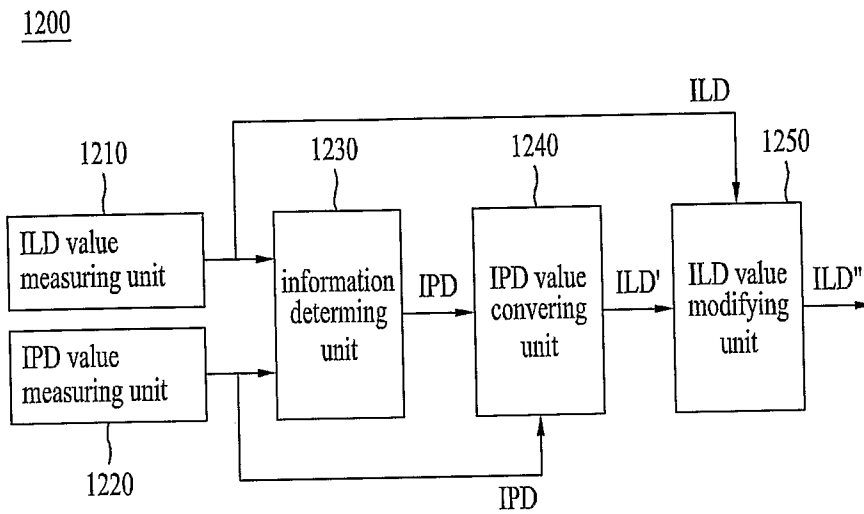 1200
ILD
1210
1230
1240
1250
ILD value
measuring unit
information
determing
unit
IPD
IPD value
convering
unit
ILD'
ILD value
modifying
unit
ILD"
IPD value
measuring unit
1220
IPD